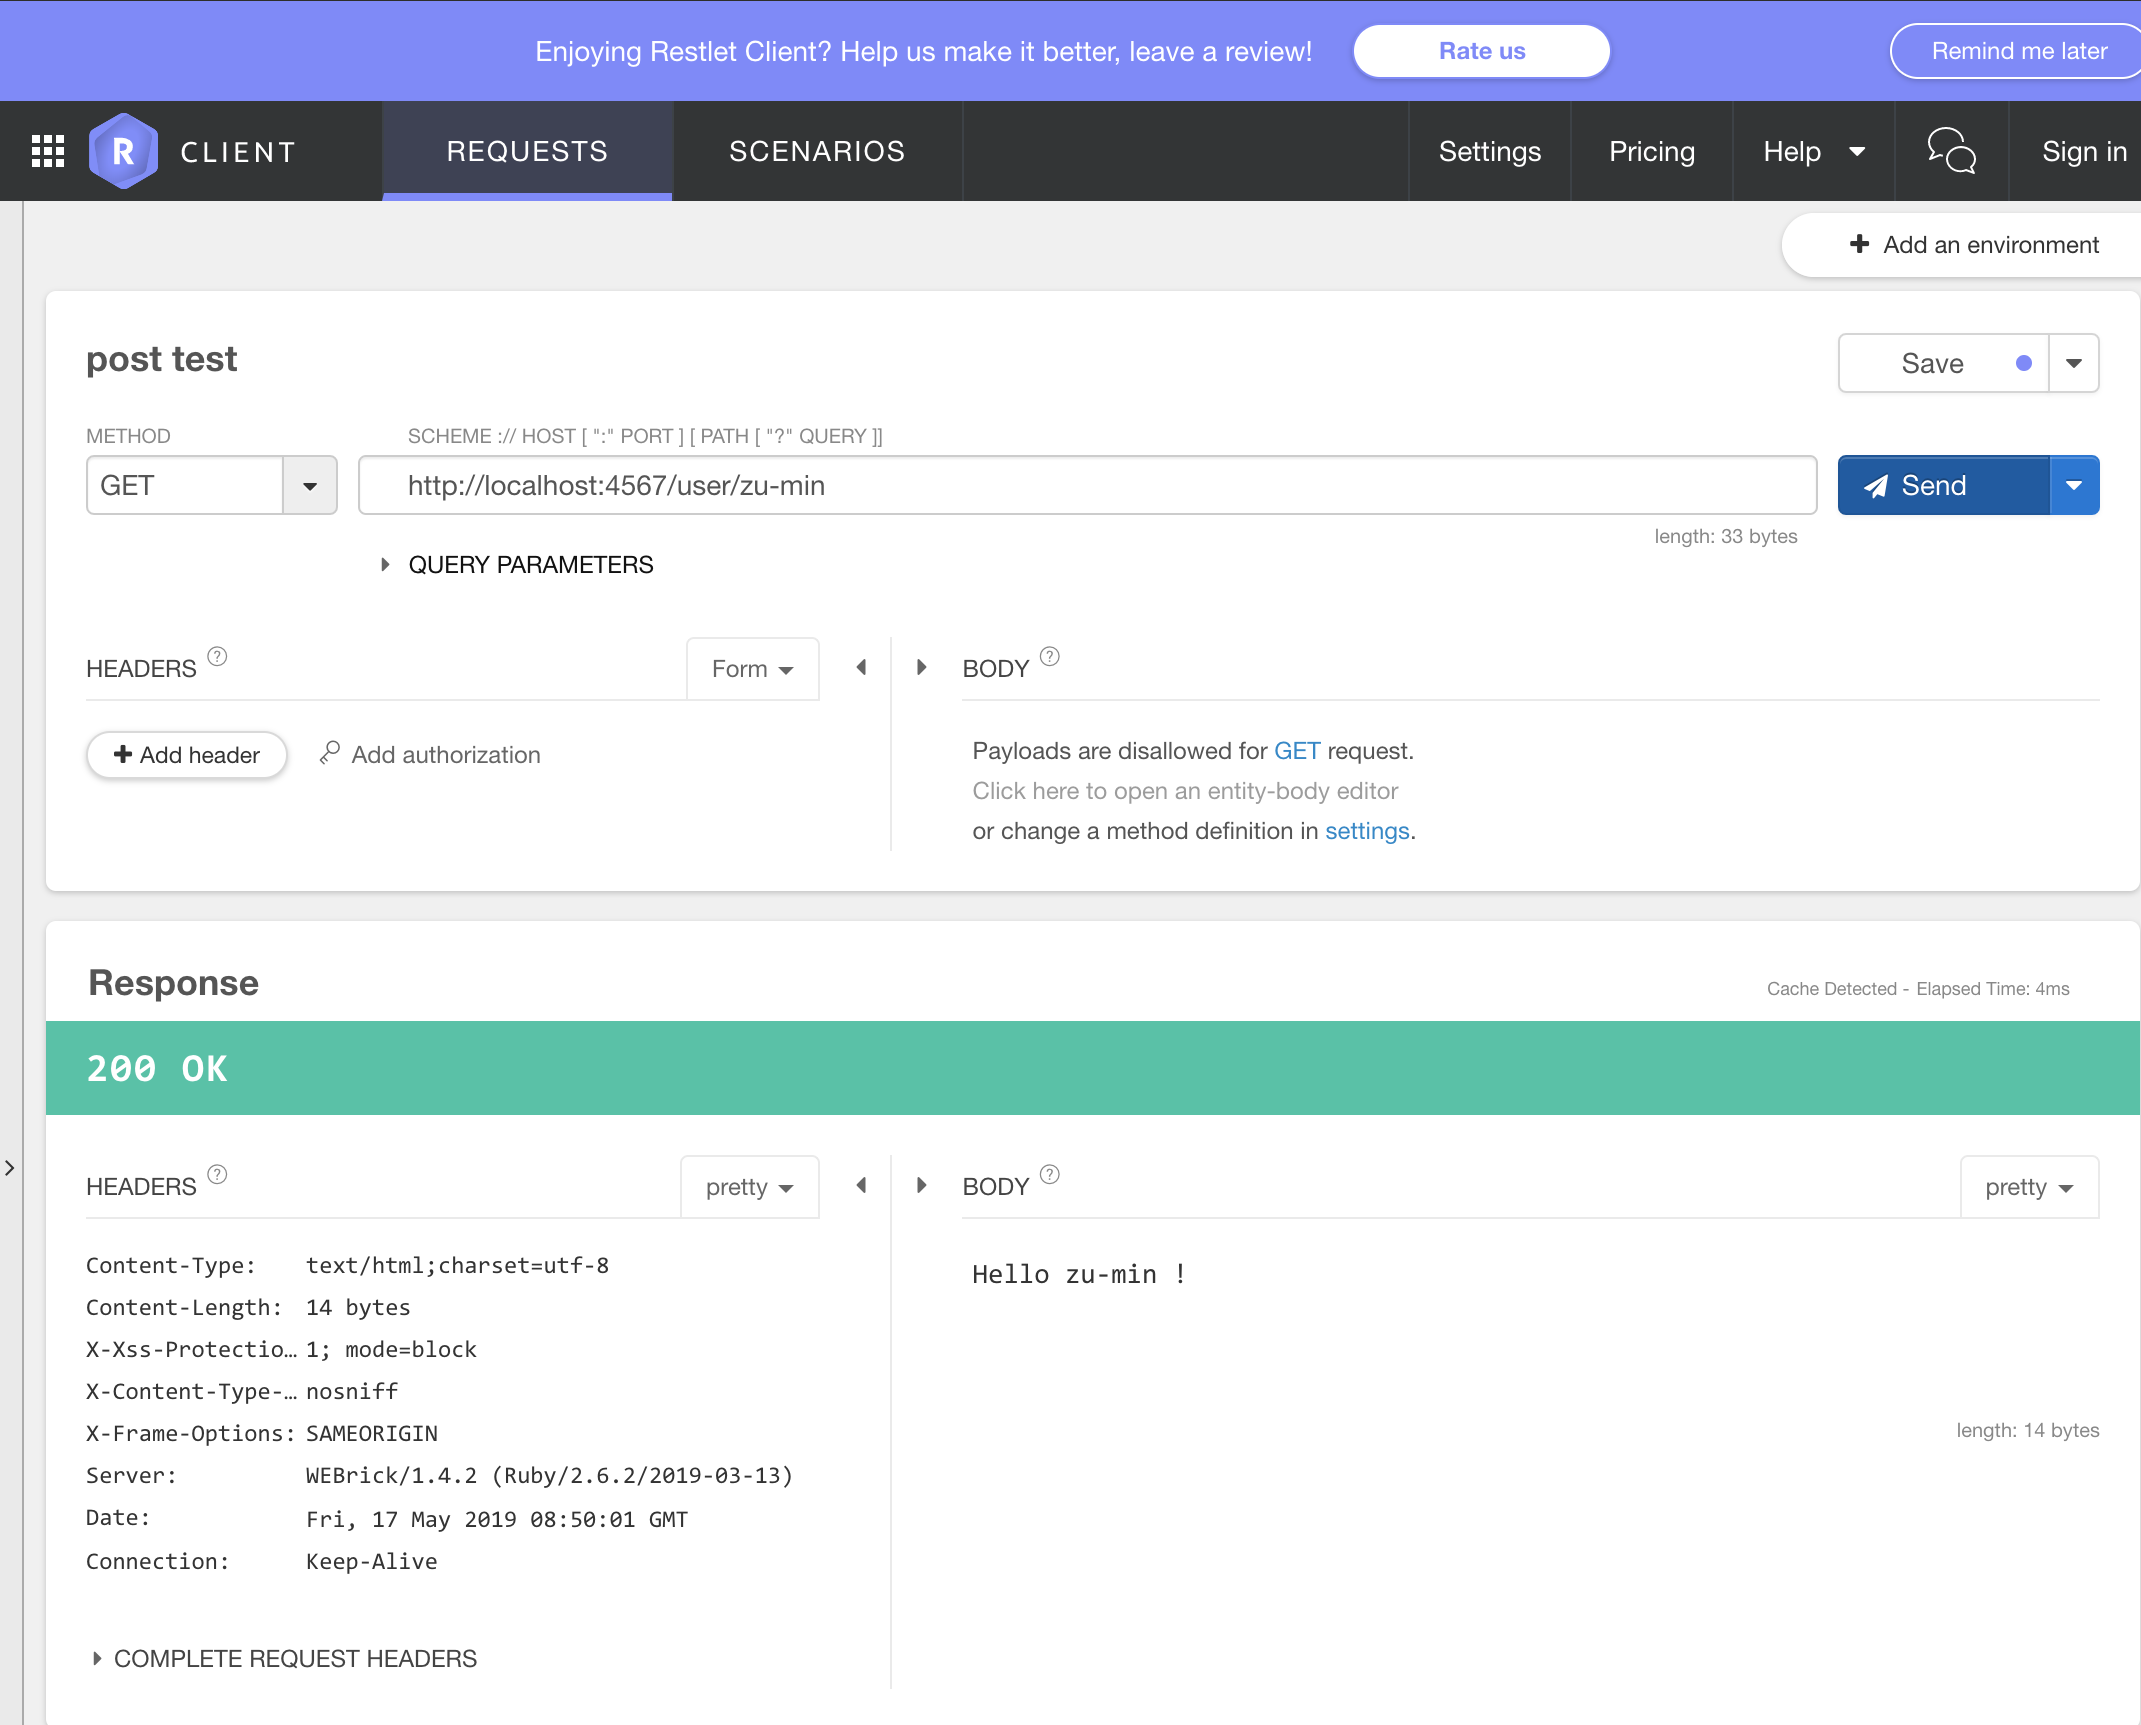 Enjoying Restlet Client? Help us make it better, leave a review! Rate us Remind me later
R CLIENT REQUESTS SCENARIOS Settings Pricing Help Sign in
Add an environment
post test
Save
METHOD SCHEME :// HOST [ ":" PORT ] [ PATH [ "?" QUERY ]]
GET http://localhost:4567/user/zu-min Send
length: 33 bytes
QUERY PARAMETERS
HEADERS ? Form BODY ?
Add header Add authorization
Payloads are disallowed for GET request.
Click here to open an entity-body editor
or change a method definition in settings.
Response
Cache Detected - Elapsed Time: 4ms
200 OK
HEADERS ? pretty BODY ? pretty
Content-Type: text/html;charset=utf-8
Hello zu-min !
Content-Length: 14 bytes
X-Xss-Protectio… 1; mode=block
X-Content-Type-… nosniff
X-Frame-Options: SAMEORIGIN
length: 14 bytes
Server: WEBrick/1.4.2 (Ruby/2.6.2/2019-03-13)
Date: Fri, 17 May 2019 08:50:01 GMT
Connection: Keep-Alive
COMPLETE REQUEST HEADERS